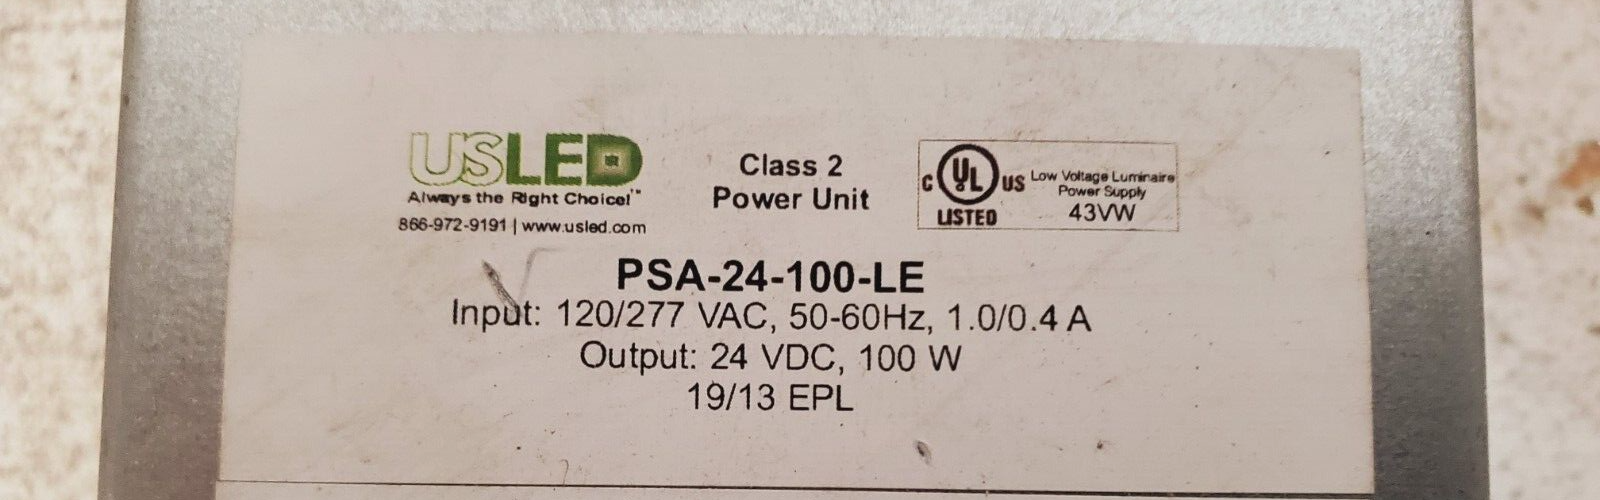 USLED
Always the Right Choice!™
866-972-9191 | www.usled.com
Class 2
Power Unit
C UL US
LISTED
Low Voltage Luminaire
Power Supply
43VW
PSA-24-100-LE
Input: 120/277 VAC, 50-60Hz, 1.0/0.4 A
Output: 24 VDC, 100 W
19/13 EPL